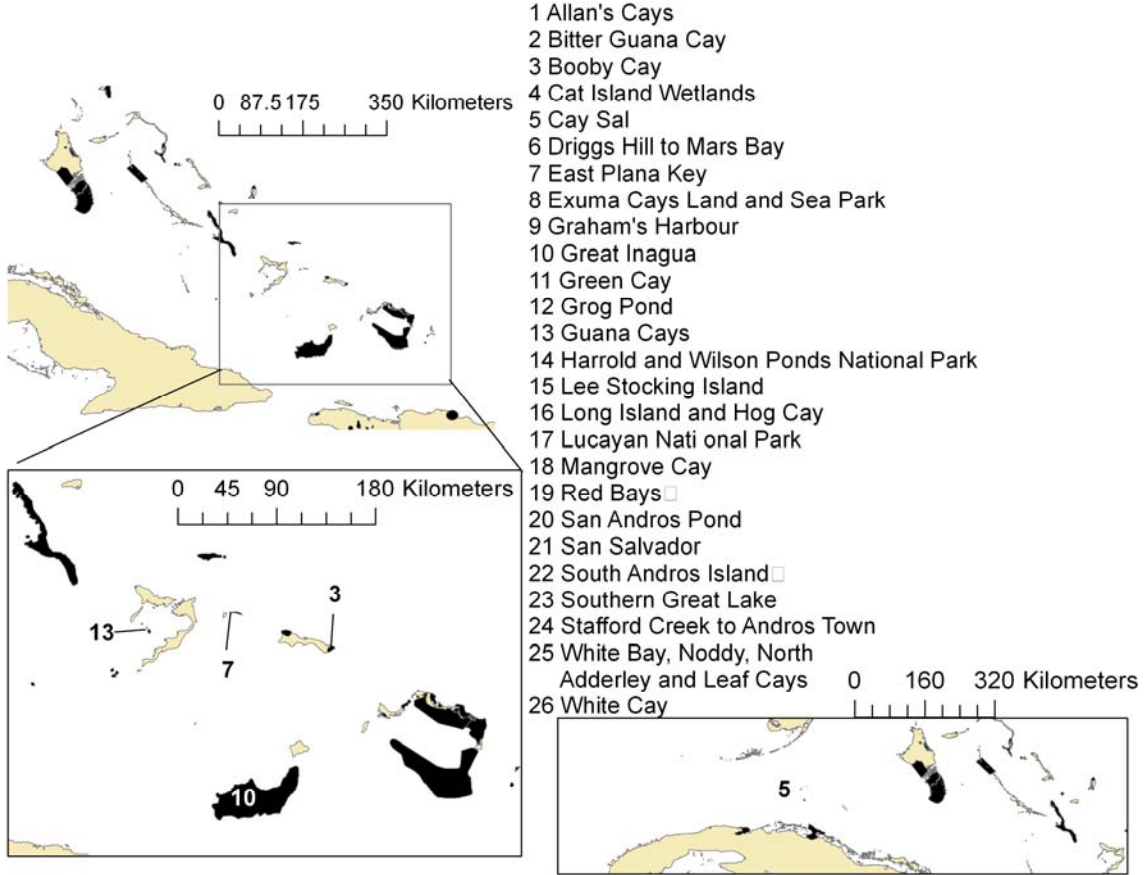 0 87.5 175 350 Kilometers
1 Allan's Cays
2 Bitter Guana Cay
3 Booby Cay
4 Cat Island Wetlands
5 Cay Sal
6 Driggs Hill to Mars Bay
7 East Plana Key
8 Exuma Cays Land and Sea Park
9 Graham's Harbour
10 Great Inagua
11 Green Cay
12 Grog Pond
13 Guana Cays
14 Harrold and Wilson Ponds National Park
15 Lee Stocking Island
16 Long Island and Hog Cay
17 Lucayan Nati onal Park
18 Mangrove Cay
19 Red Bays
20 San Andros Pond
21 San Salvador
22 South Andros Island
23 Southern Great Lake
24 Stafford Creek to Andros Town
25 White Bay, Noddy, North
Adderley and Leaf Cays
26 White Cay
0 45 90 180 Kilometers
3
13
7
10
0 160 320 Kilometers
5